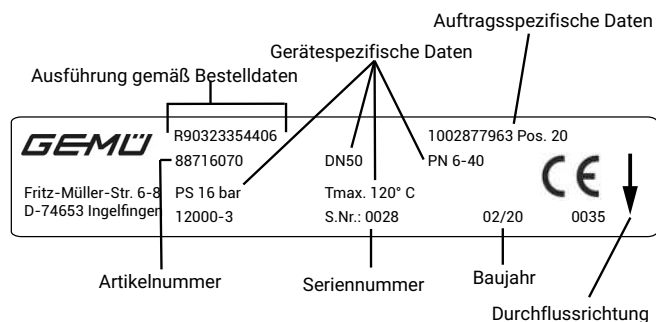 Auftragsspezifische Daten
Gerätespezifische Daten
Ausführung gemäß Bestelldaten
GEMÜ
R90323354406
1002877963 Pos. 20
88716070
DN50
PN 6-40
CE
Fritz-Müller-Str. 6-8
PS 16 bar
Tmax. 120° C
D-74653 Ingelfingen
12000-3
S.Nr.: 0028
02/20
0035
Artikelnummer
Seriennummer
Baujahr
Durchflussrichtung